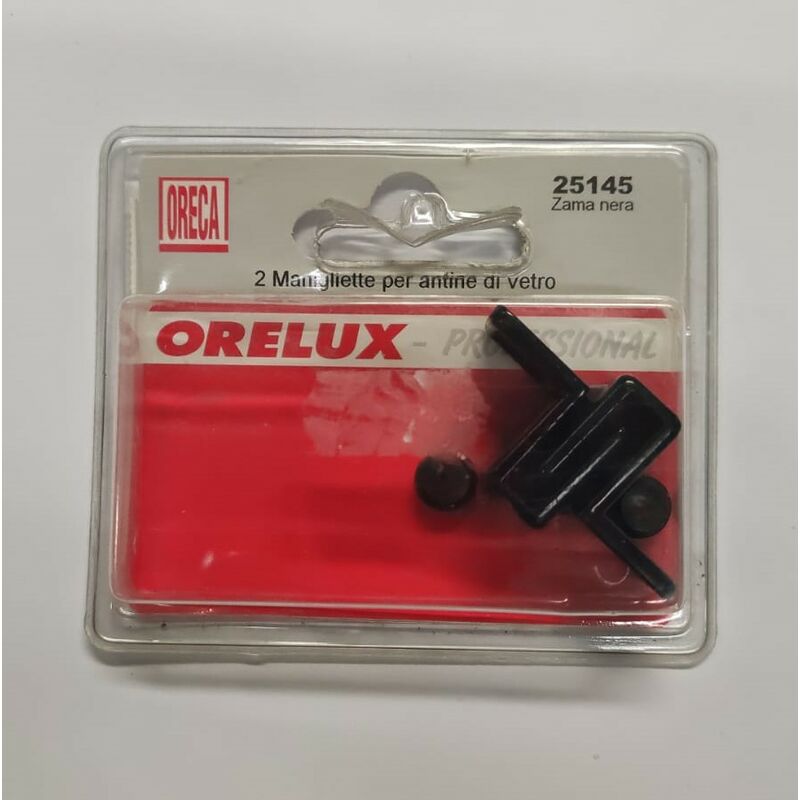 ORECA
25145
Zama nera
2 Manigliette per antine di vetro
ORELUX - PROFESSIONAL